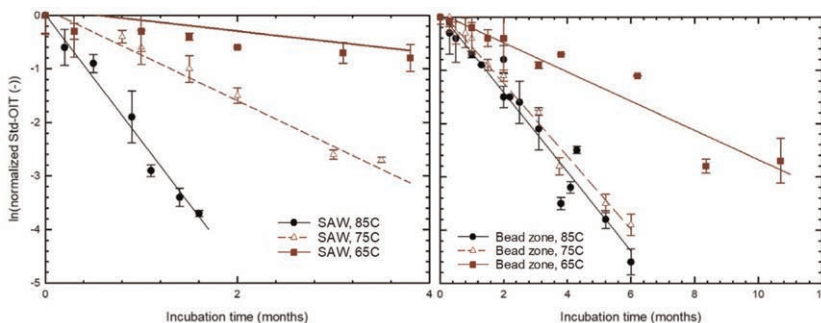 ln(normalized Std-OIT (-)
0
-1
-2
-3
-4
-5
SAW, 85C
SAW, 75C
SAW, 65C
0
2
4
Incubation time (months)
Bead zone, 85C
Bead zone, 75C
Bead zone, 65C
0
2
4
6
8
10
Incubation time (months)